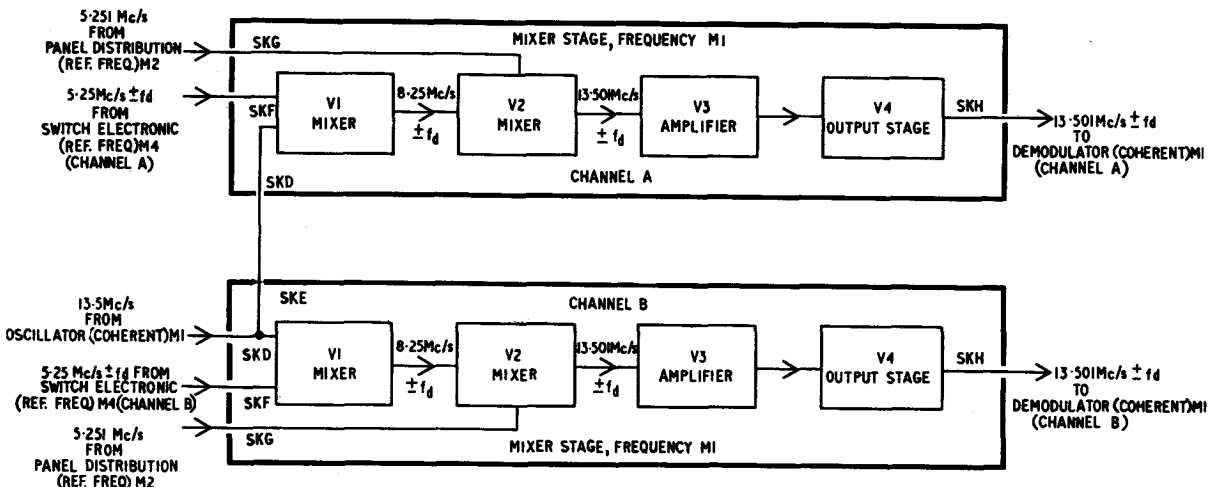 5·251 Mc/s
FROM
PANEL DISTRIBUTION
(REF. FREQ.)M2
SKG
MIXER STAGE, FREQUENCY M1
5·25Mc/s ±fd
FROM
SWITCH ELECTRONIC
(REF. FREQ)M4
(CHANNEL A)
SKF
V1
MIXER
8·25Mc/s
± fd
V2
MIXER
13·501Mc/s
± fd
V3
AMPLIFIER
V4
OUTPUT STAGE
SKH
13·501Mc/s ±fd
TO
DEMODULATOR(COHERENT)M1
(CHANNEL A)
CHANNEL A
SKD
SKE
CHANNEL B
13·5Mc/s
FROM
OSCILLATOR(COHERENT)M1
SKD
V1
MIXER
8·25Mc/s
± fd
V2
MIXER
13·501Mc/s
± fd
V3
AMPLIFIER
V4
OUTPUT STAGE
SKH
13·501Mc/s ±fd
TO
DEMODULATOR(COHERENT)M1
(CHANNEL B)
5·25 Mc/s ±fd FROM
SWITCH ELECTRONIC
(REF. FREQ) M4(CHANNEL B)
SKF
SKG
5·251 Mc/s
FROM
PANEL DISTRIBUTION
(REF FREQ) M2
MIXER STAGE, FREQUENCY M1